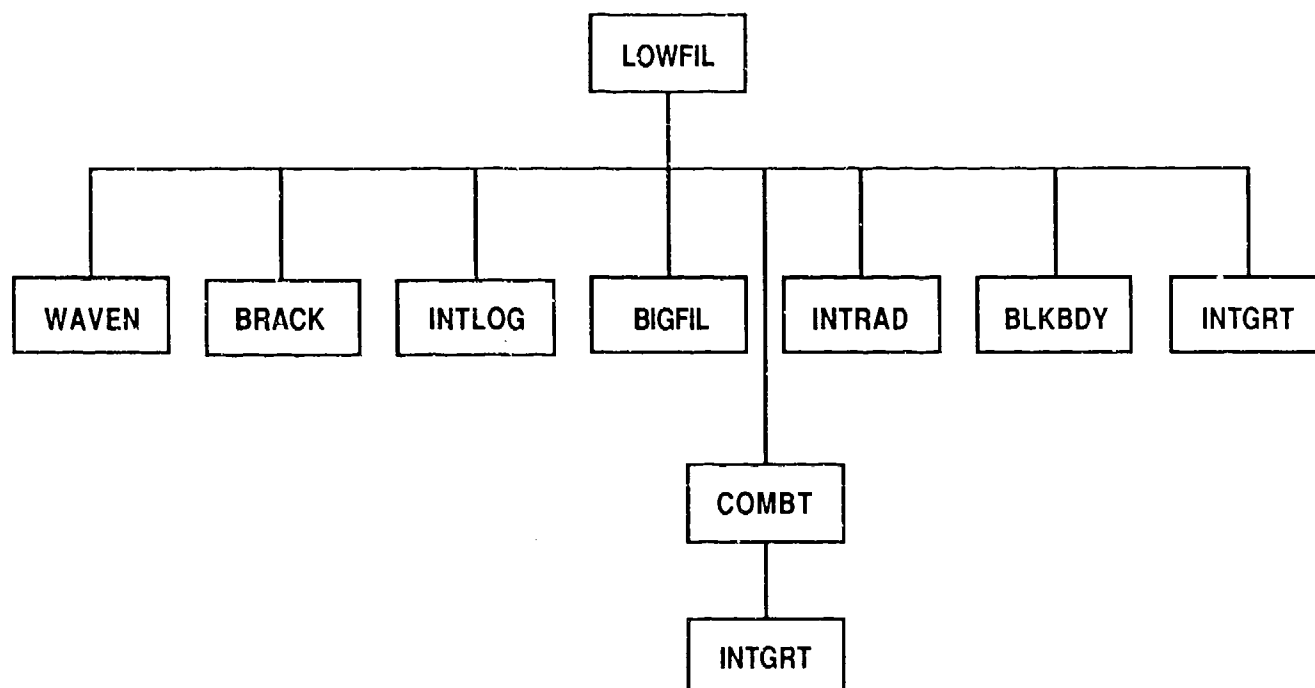 LOWFIL
WAVEN
BRACK
INTLOG
BIGFIL
INTRAD
BLKBDY
INTGRT
COMBT
INTGRT